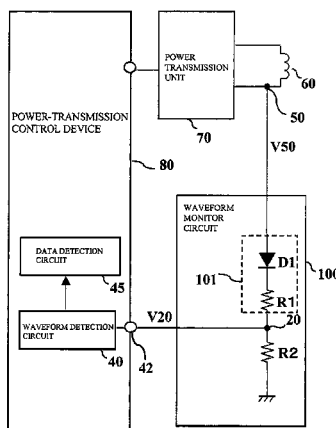 POWER
TRANSMISSION
UNIT
60
50
70
POWER-TRANSMISSION
CONTROL DEVICE
80
V50
WAVEFORM
MONITOR
CIRCUIT
100
D1
101
R1
DATA DETECTION
CIRCUIT
45
V20
20
WAVEFORM DETECTION
CIRCUIT
40
42
R2